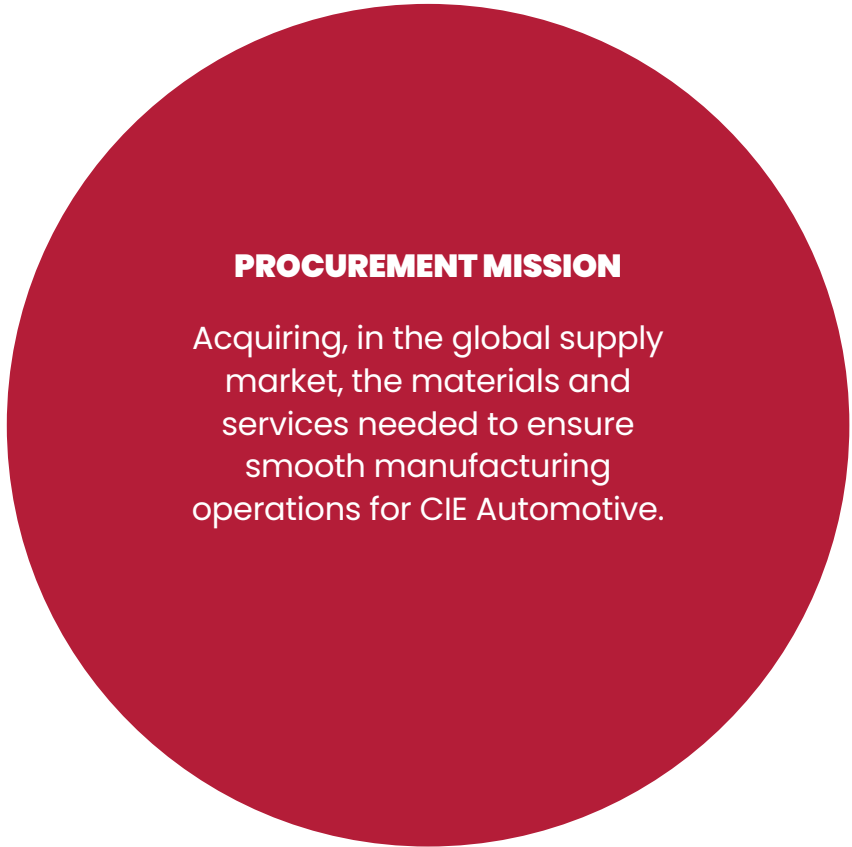 PROCUREMENT MISSION
Acquiring, in the global supply
market, the materials and
services needed to ensure
smooth manufacturing
operations for CIE Automotive.